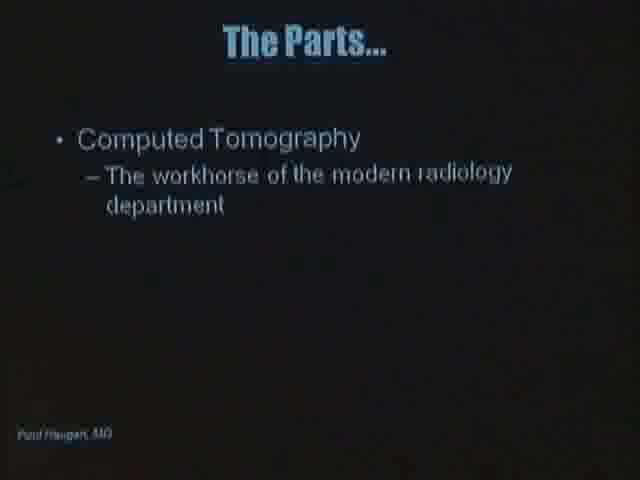 The Parts...
• Computed Tomography
– The workhorse of the modern radiology
department
Paul Haugen, MD